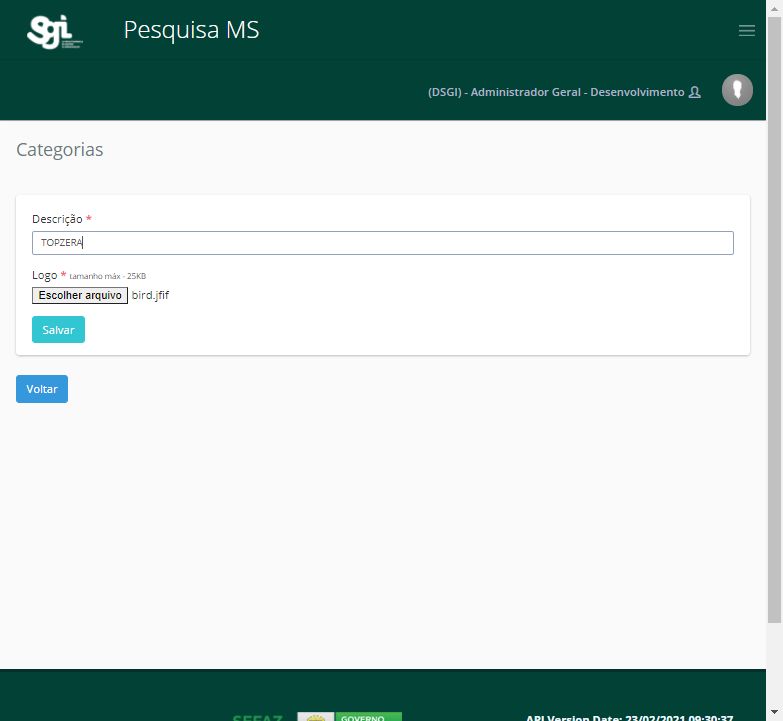 Sgi
Pesquisa MS
(DSGI) - Administrador Geral - Desenvolvimento
Categorias
Descrição *
TOPZERA
Logo * tamanho máx - 25KB
Escolher arquivo bird.jfif
Salvar
Voltar
SEFAZ
GOVERNO
API Version Date: 23/02/2021 09:30:37